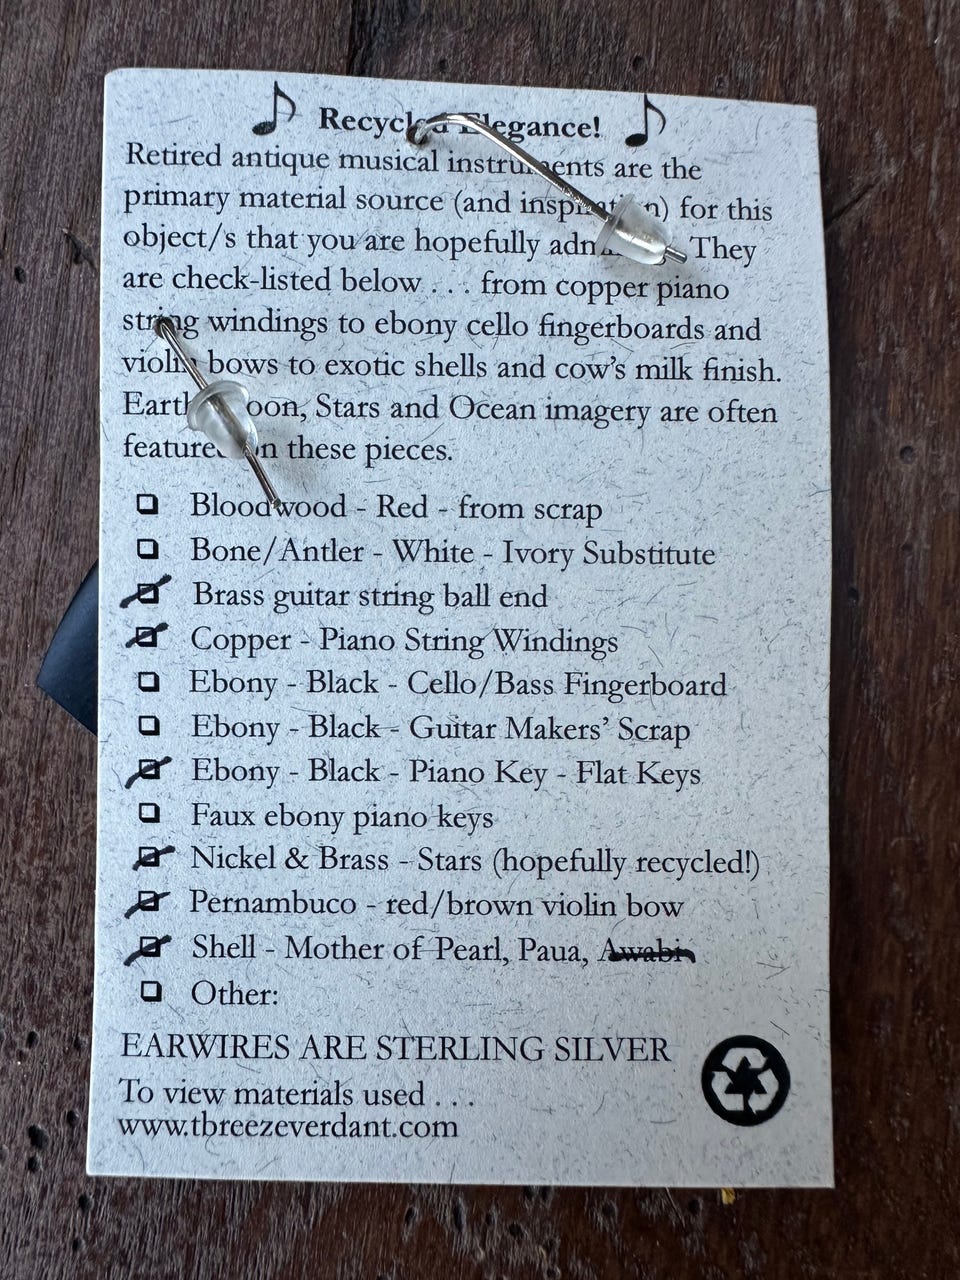 Recycled Elegance!
Retired antique musical instruments are the
primary material source (and inspiration) for this
object/s that you are hopefully They
are check-listed below . . . from copper piano
string windings to ebony cello fingerboards and
violin bows to exotic shells and cow's milk finish.
Earth, Moon, Stars and Ocean imagery are often
featured these pieces.
Bloodwood - Red - from scrap
Bone/Antler - White - Ivory Substitute
Brass guitar string ball end
Copper - Piano String Windings
Ebony - Black - Cello/Bass Fingerboard
Ebony - Black - Guitar Makers' Scrap
Ebony - Black - Piano Key - Flat Keys
Faux ebony piano keys
Nickel & Brass - Stars (hopefully recycled!)
Pernambuco - red/brown violin bow
Shell - Mother of Pearl, Paua, Awabi
Other:
EARWIRES ARE STERLING SILVER
To view materials used . . .
www.tbreezeverdant.com